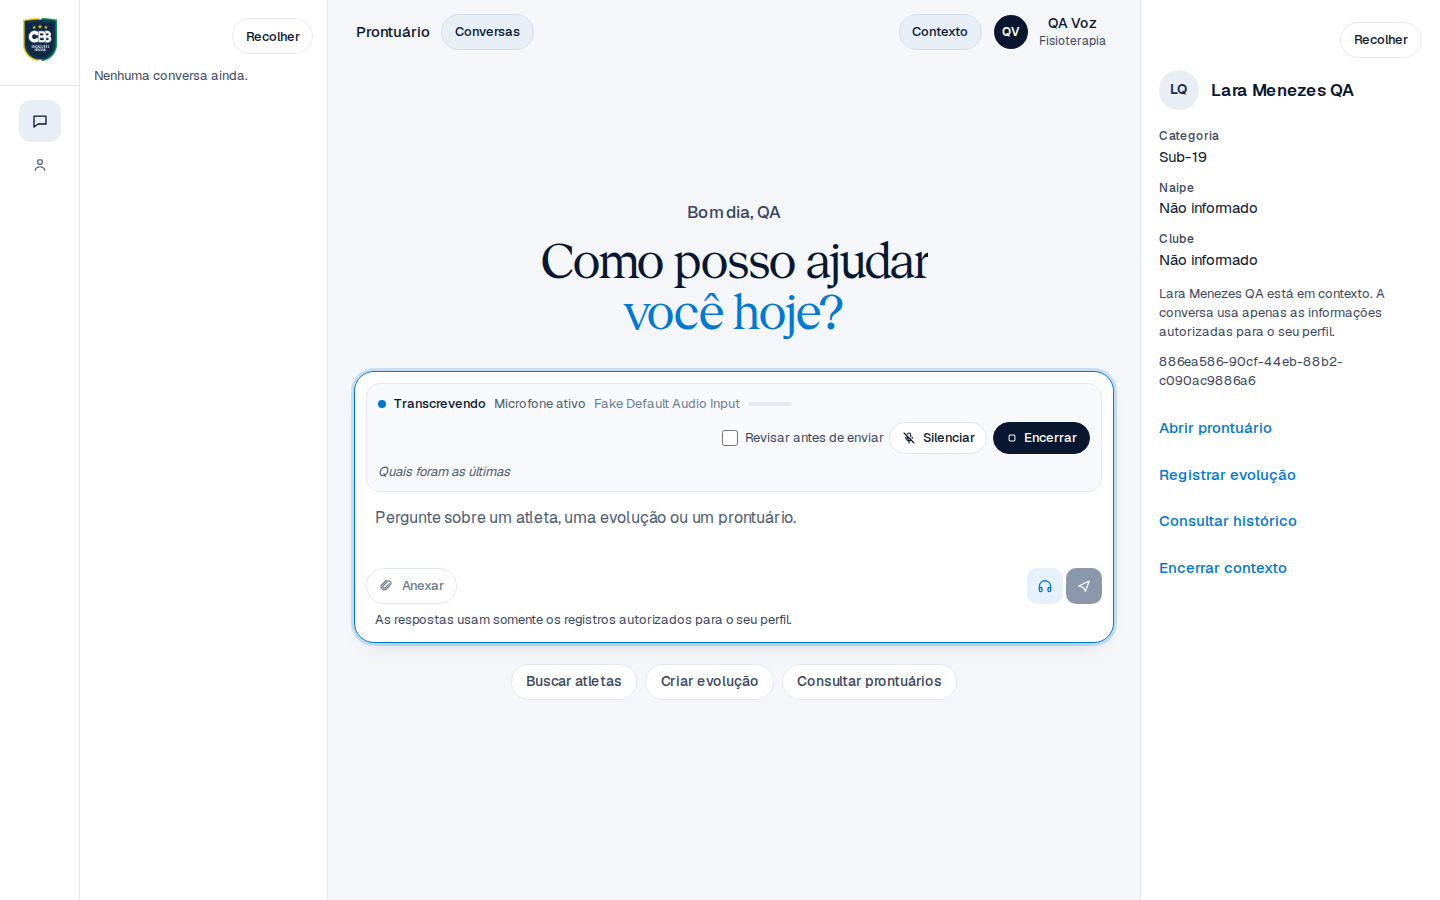 CBB
Recolher
Nenhuma conversa ainda.
Prontuário
Conversas
Contexto
QV
QA Voz
Fisioterapia
Bom dia, QA
Como posso ajudar
você hoje?
Transcrevendo Microfone ativo Fake Default Audio Input
Revisar antes de enviar
Silenciar
Encerrar
Quais foram as últimas
Pergunte sobre um atleta, uma evolução ou um prontuário.
Anexar
As respostas usam somente os registros autorizados para o seu perfil.
Buscar atletas
Criar evolução
Consultar prontuários
Recolher
LQ
Lara Menezes QA
Categoria
Sub-19
Naipe
Não informado
Clube
Não informado
Lara Menezes QA está em contexto. A
conversa usa apenas as informações
autorizadas para o seu perfil.
886ea586-90cf-44eb-88b2-
c090ac9886a6
Abrir prontuário
Registrar evolução
Consultar histórico
Encerrar contexto